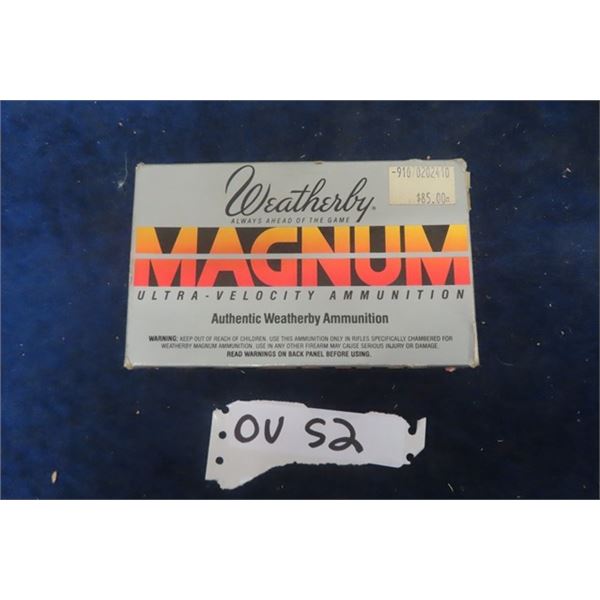 Weatherby®
ALWAYS AHEAD OF THE GAME
-910 0202410
$85.00
MAGNUM
ULTRA-VELOCITY AMMUNITION
Authentic Weatherby Ammunition
WARNING: KEEP OUT OF REACH OF CHILDREN. USE THIS AMMUNITION ONLY IN RIFLES SPECIFICALLY CHAMBERED FOR
WEATHERBY MAGNUM AMMUNITION. USE IN ANY OTHER FIREARM MAY CAUSE SERIOUS INJURY OR DAMAGE.
READ WARNINGS ON BACK PANEL BEFORE USING.
OV S2